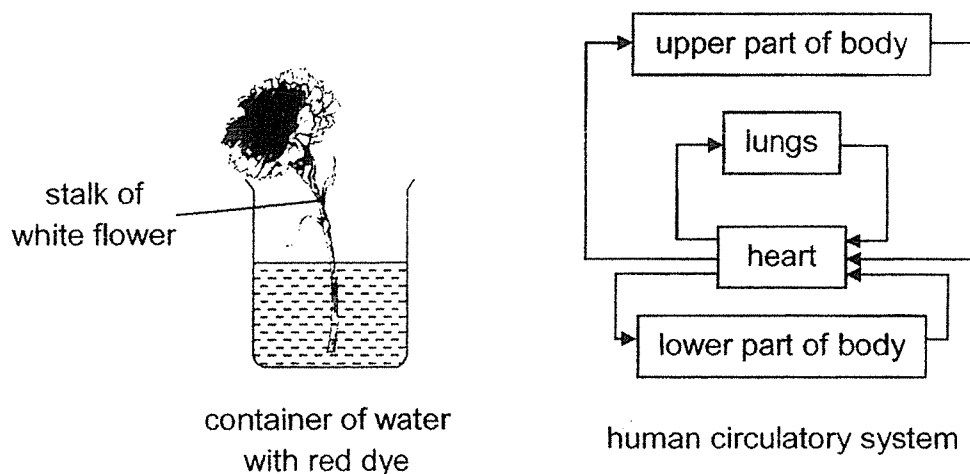 stalk of
white flower
container of water
with red dye
upper part of body
lungs
heart
lower part of body
human circulatory system